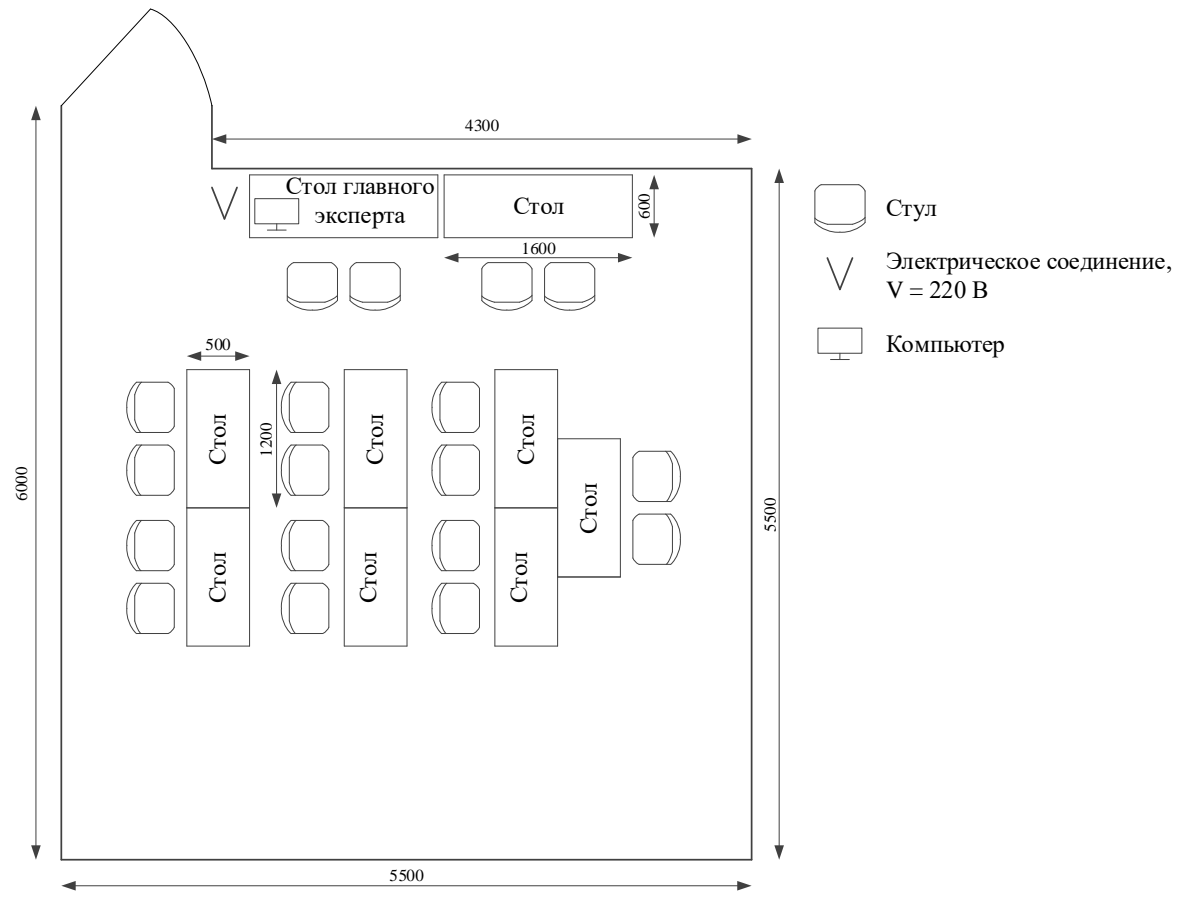 4300
Стол главного
эксперта
Стол
600
1600
Стул
Электрическое соединение,
V = 220 В
Компьютер
500
1200
Стол
Стол
Стол
Стол
Стол
Стол
Стол
6000
5500
5500